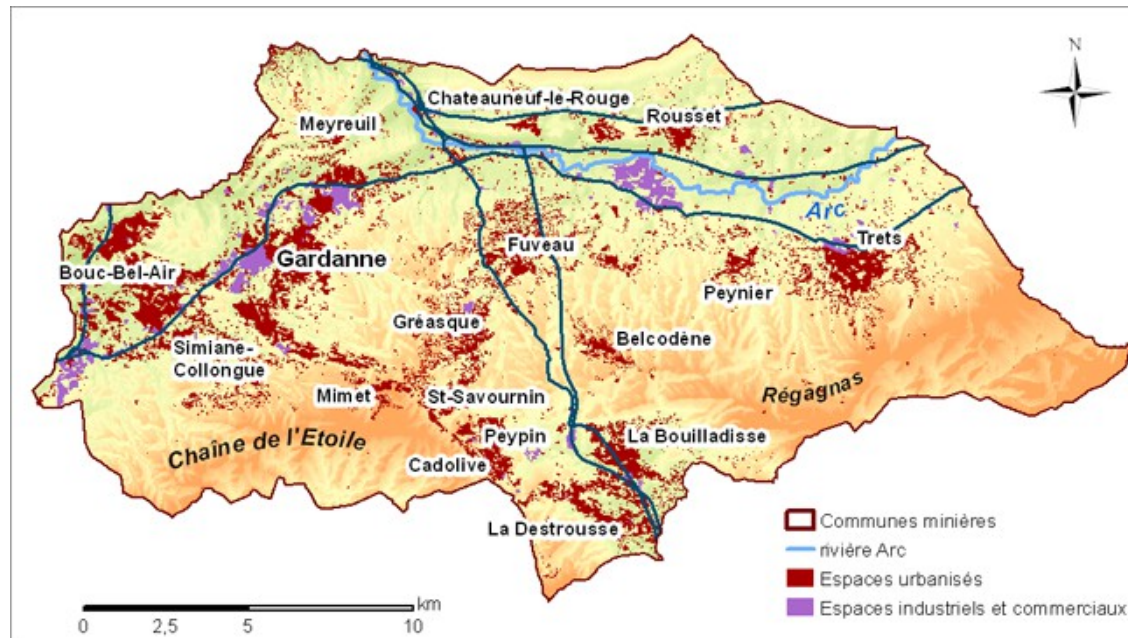 N
Chateauneuf-le-Rouge
Rousset
Meyreuil
Arc
Trets
Fuveau
Gardanne
Bouc-Bel-Air
Peynier
Gréasque
Belcodène
Simiane-
Collongue
Mimet
St-Savournin
Régagnas
Chaîne de l'Etoile
Peypin
La Bouilladisse
Cadolive
La Destrousse
Communes minières
rivière Arc
Espaces urbanisés
Espaces industriels et commerciaux
km
0 2,5 5 10